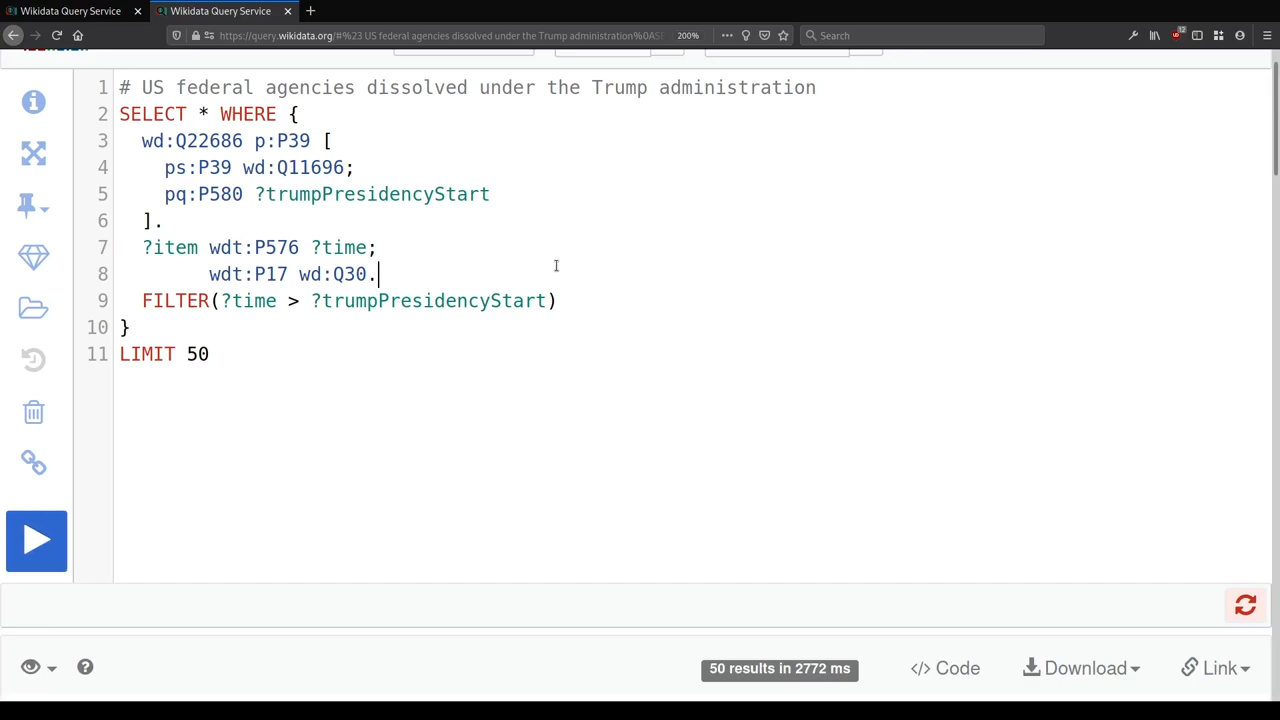 Wikidata Query Service × Wikidata Query Service × +
https://query.wikidata.org/#%23 US federal agencies dissolved under the Trump administration%0ASE 200% Search 12
1 # US federal agencies dissolved under the Trump administration
2 SELECT * WHERE {
3 wd:Q22686 p:P39 [
4 ps:P39 wd:Q11696;
5 pq:P580 ?trumpPresidencyStart
6 ].
7 ?item wdt:P576 ?time;
8 wdt:P17 wd:Q30.
9 FILTER(?time > ?trumpPresidencyStart)
10 }
11 LIMIT 50
50 results in 2772 ms </> Code Download Link